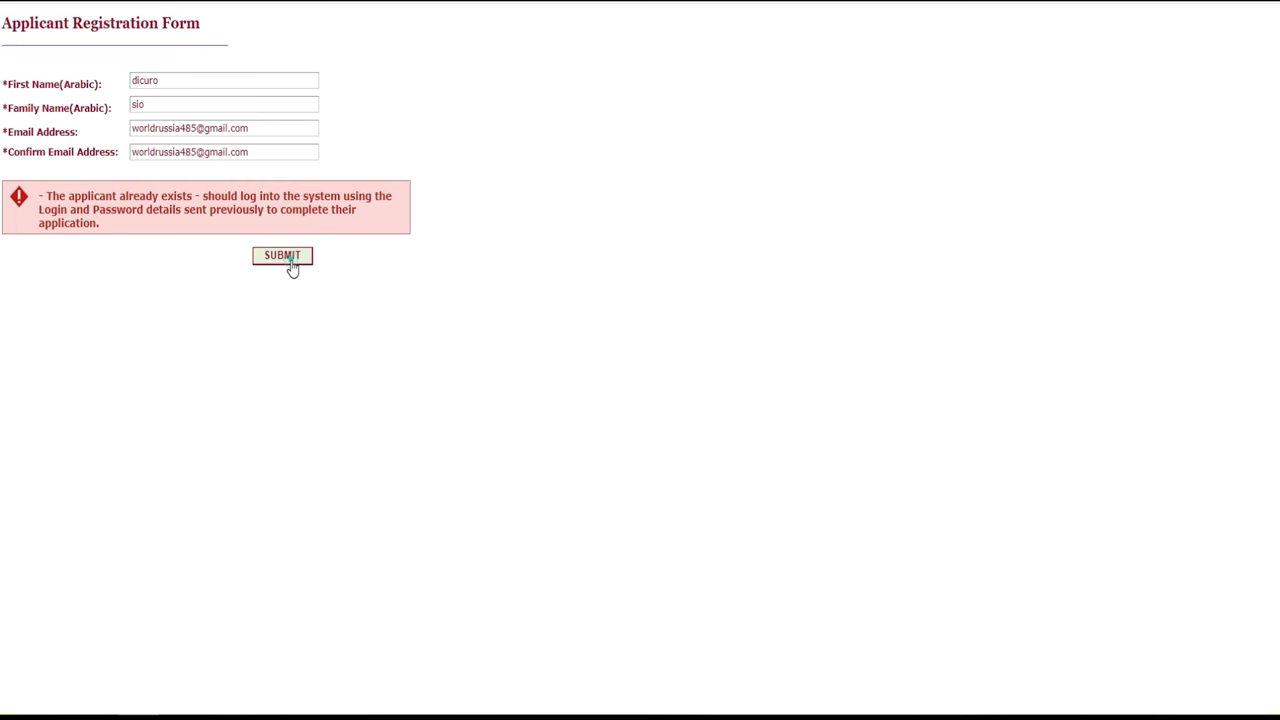 Applicant Registration Form
*First Name(Arabic):
dicuro
*Family Name(Arabic):
sio
*Email Address:
worldrussia485@gmail.com
*Confirm Email Address:
worldrussia485@gmail.com
- The applicant already exists - should log into the system using the
Login and Password details sent previously to complete their
application.
SUBMIT